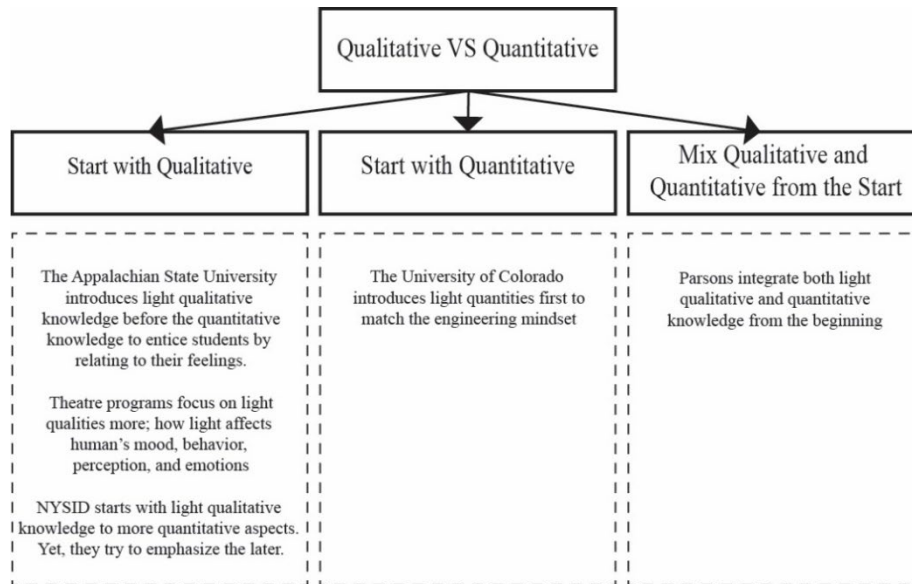 Qualitative VS Quantitative
Start with Qualitative
Start with Quantitative
Mix Qualitative and
Quantitative from the Start
The Appalachian State University
introduces light qualitative
knowledge before the quantitative
knowledge to entice students by
relating to their feelings.
Theatre programs focus on light
qualities more; how light affects
human’s mood, behavior,
perception, and emotions
NYSID starts with light qualitative
knowledge to more quantitative aspects.
Yet, they try to emphasize the later.
The University of Colorado
introduces light quantities first to
match the engineering mindset
Parsons integrate both light
qualitative and quantitative
knowledge from the beginning